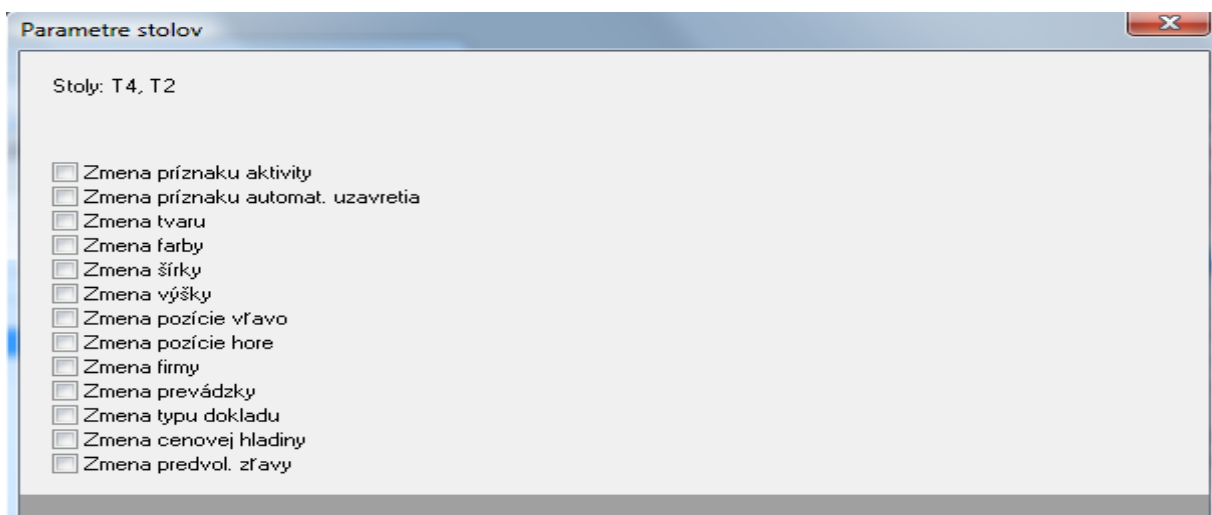 Parametre stolov
Stoly: T4, T2
Zmena príznaku aktivity
Zmena príznaku automat. uzavretia
Zmena tvaru
Zmena farby
Zmena šírky
Zmena výšky
Zmena pozície vľavo
Zmena pozície hore
Zmena firmy
Zmena prevádzky
Zmena typu dokladu
Zmena cenovej hladiny
Zmena predvol. zľavy